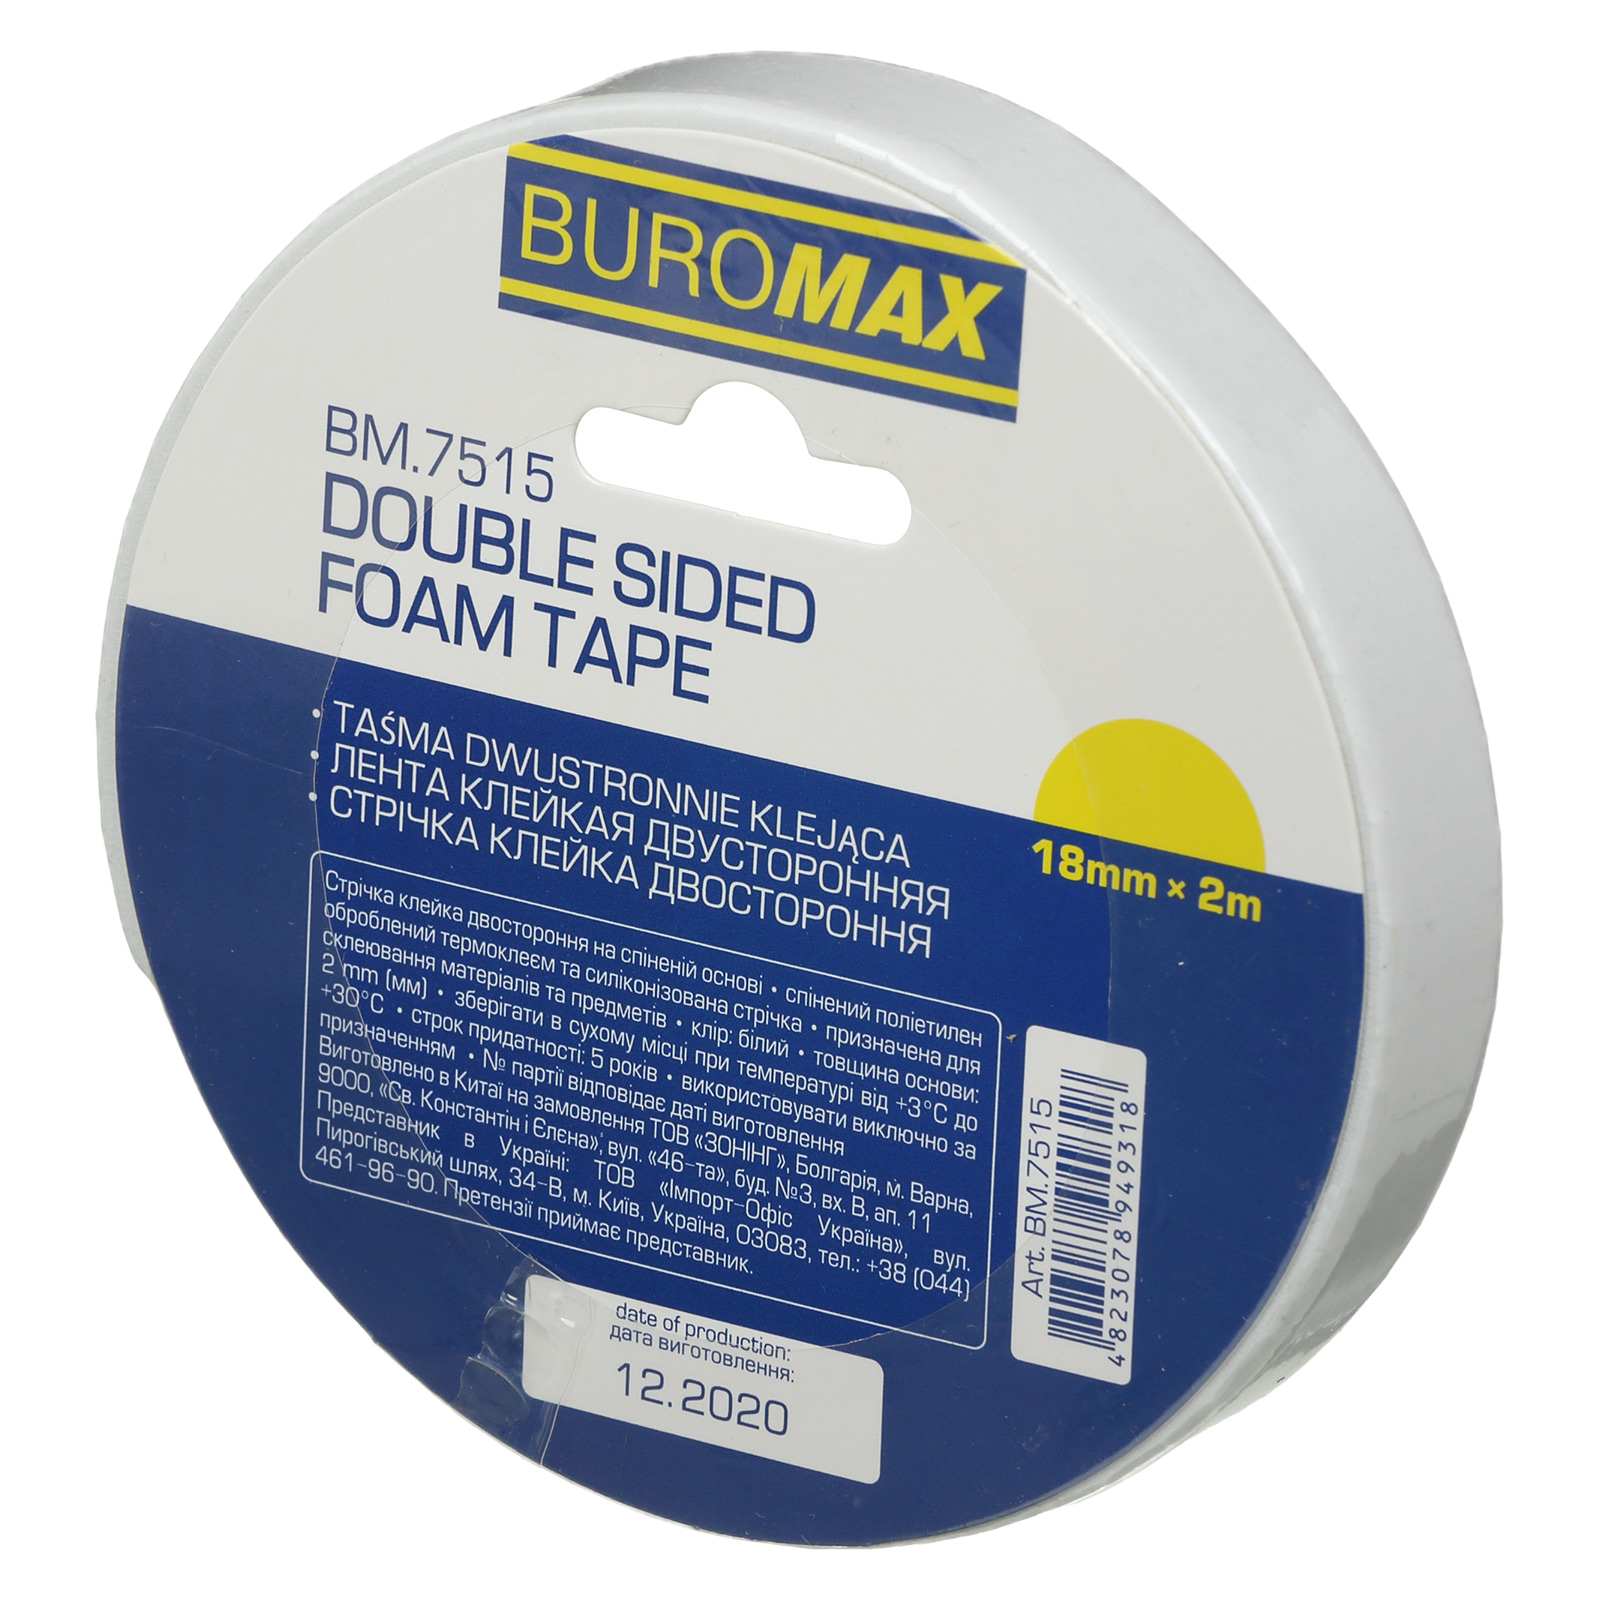 BUROMAX
BM.7515
DOUBLE SIDED
FOAM TAPE
• TAŚMA DWUSTRONNIE KLEJĄCA
• ЛЕНТА КЛЕЙКАЯ ДВУСТОРОННЯЯ
• СТРІЧКА КЛЕЙКА ДВОСТОРОННЯ
18mm × 2m
Стрічка клейка двостороння на спіненій основі • спінений поліетилен
оброблений термоклеєм та силіконізована стрічка • призначена для
склеювання матеріалів та предметів • клір: білий • товщина основи:
2 mm (мм) • зберігати в сухому місці при температурі від +3°C до
+30°C • строк придатності: 5 років • використовувати виключно за
призначенням • № партії відповідає даті виготовлення
Виготовлено в Китаї на замовлення ТОВ «ЗОНІНГ», Болгарія, м. Варна,
9000, «Св. Константін і Єлєна», вул. «46-та», буд. №3, вх. В, ап. 11
Представник в Україні: ТОВ «Імпорт-Офіс Україна», вул.
Пирогівський шлях, 34-В, м. Київ, Україна, 03083, тел.: +38 (044)
461-96-90. Претензії приймає представник.
Art. BM.7515
4823078949318
date of production:
дата виготовлення:
12.2020